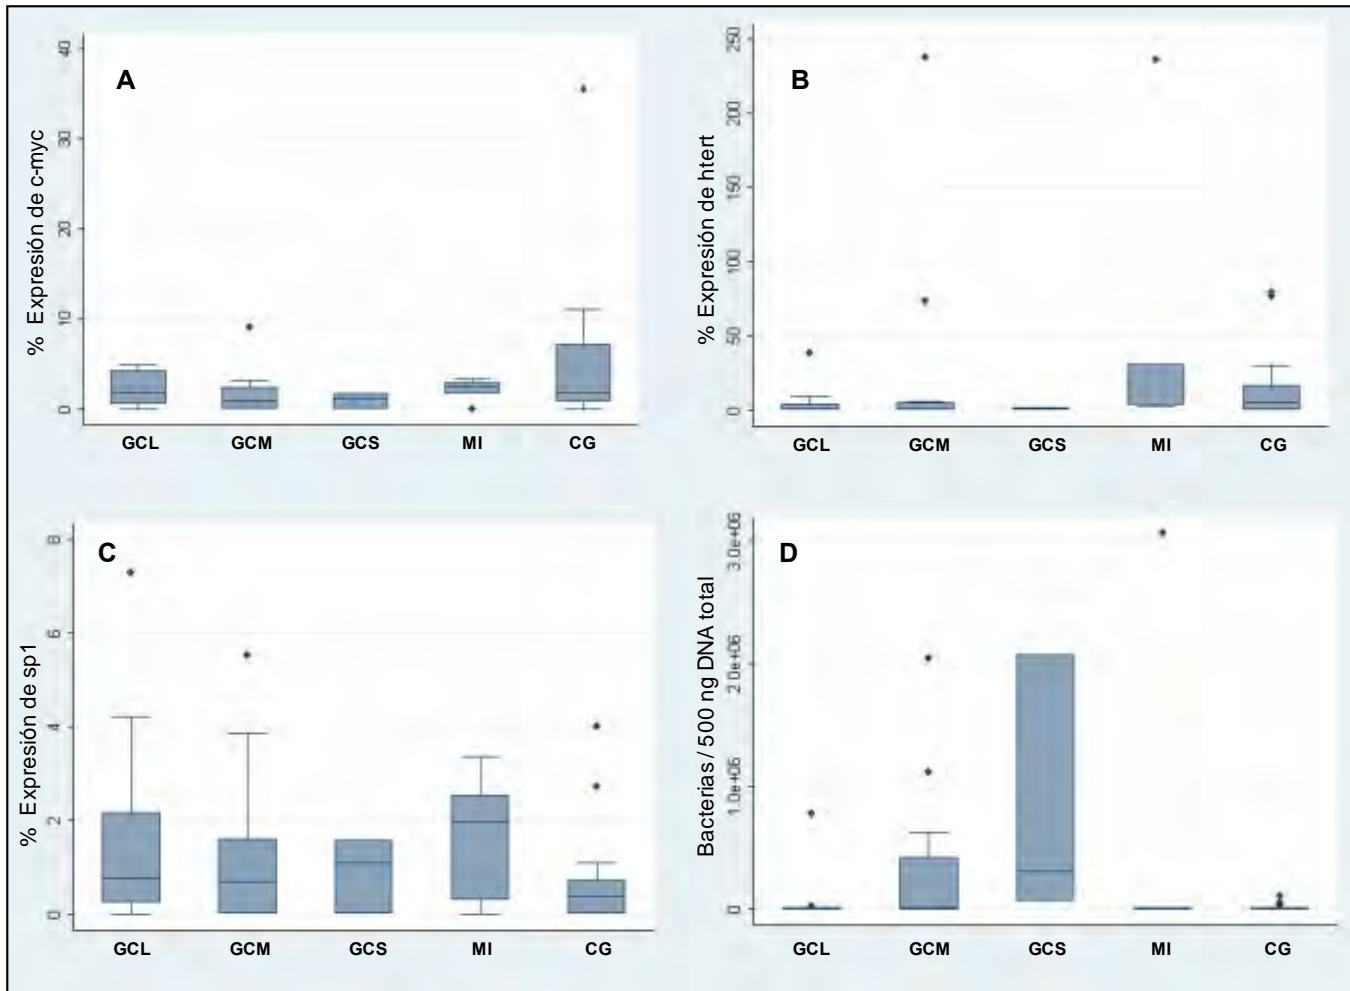 A
% Expresión de c-myc
40
30
20
10
0
GCL GCM GCS MI CG
B
% Expresión de htert
250
200
150
100
50
0
GCL GCM GCS MI CG
C
% Expresión de sp1
8
6
4
2
0
GCL GCM GCS MI CG
D
Bacterias / 500 ng DNA total
3.0e+06
2.0e+06
1.0e+06
0
GCL GCM GCS MI CG